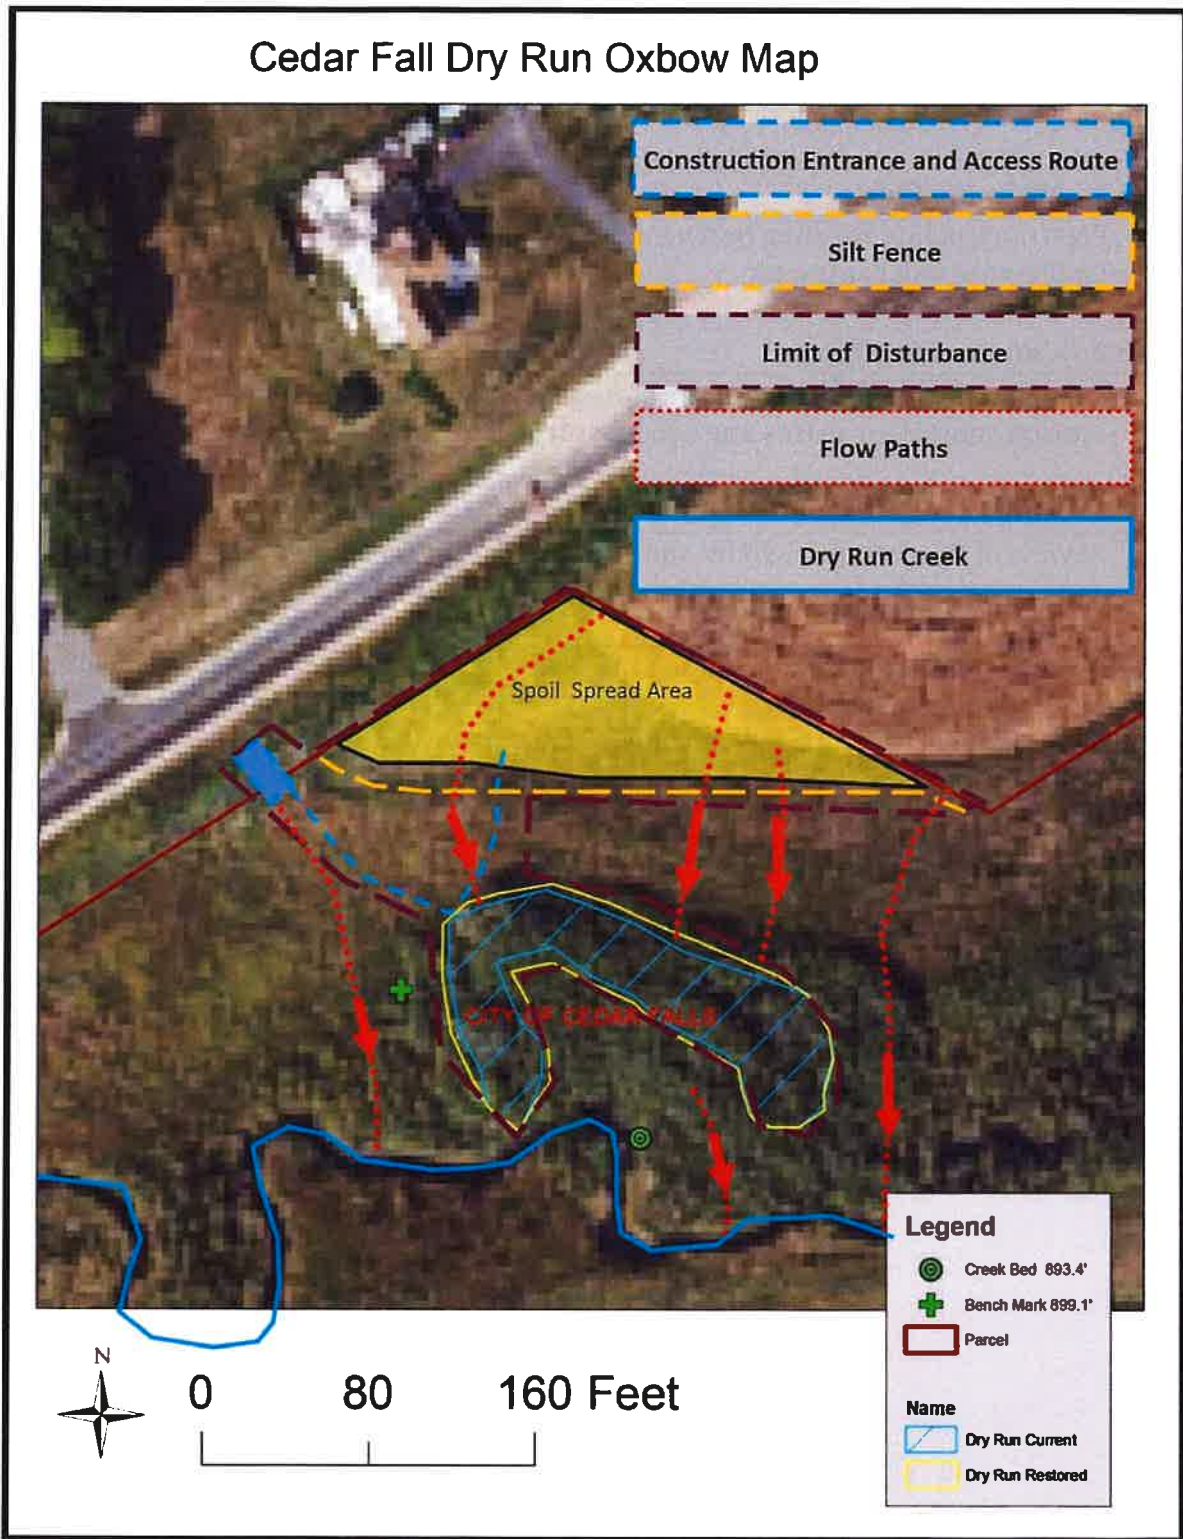 Cedar Fall Dry Run Oxbow Map
Construction Entrance and Access Route
Silt Fence
Limit of Disturbance
Flow Paths
Dry Run Creek
Spoil Spread Area
CITY OF CEDAR FALLS
Legend
Creek Bed 893.4'
Bench Mark 899.1'
Parcel
Name
Dry Run Current
Dry Run Restored
N
0 80 160 Feet